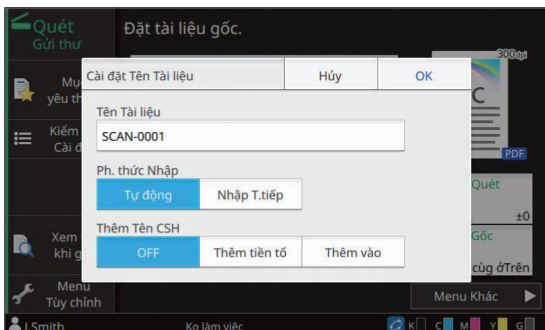 Quét
Gửi thư
Đặt tài liệu gốc.
300dpi
Cài đặt Tên Tài liệu
Hủy
OK
Mụ
yêu th
C
Tên Tài liệu
SCAN-0001
Kiểm
Cài đ
PDF
Ph. thức Nhập
Tự động
Nhập T.tiếp
Quét
±0
Thêm Tên CSH
OFF
Thêm tiền tố
Thêm vào
Xem
khi g
Gốc
cùg ởTrên
Menu
Tùy chỉnh
Menu Khác
Smith
Ko làm việc
K
C
M
Y
G